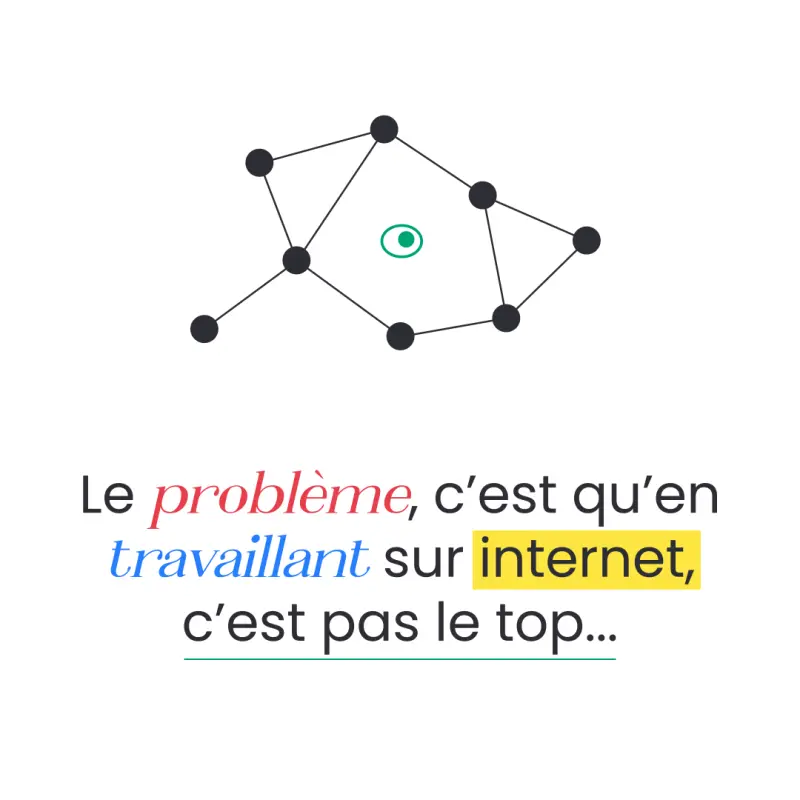 Le problème, c’est qu’en
travaillant sur internet,
c’est pas le top...